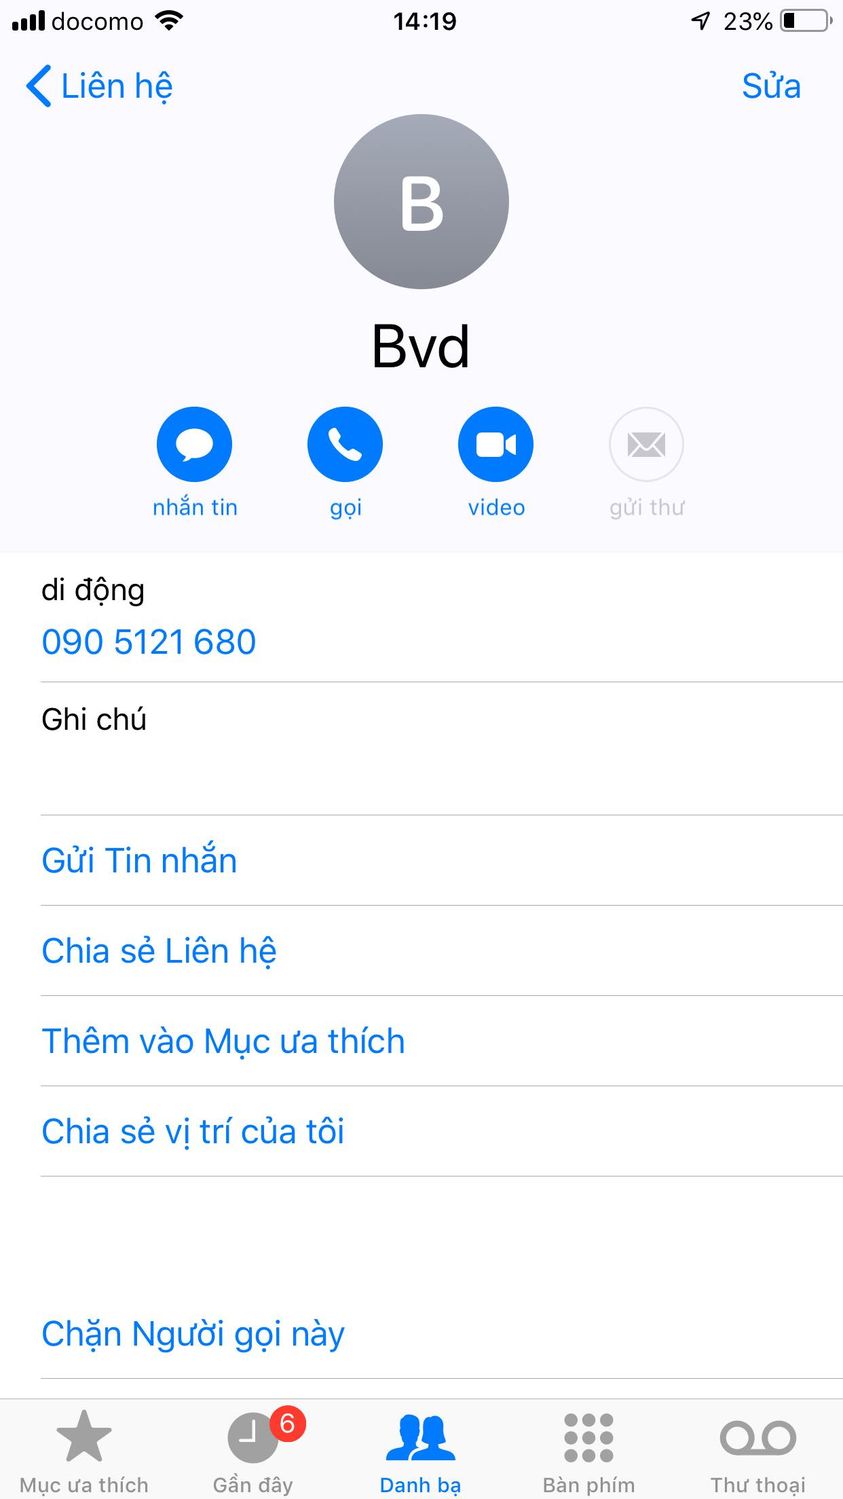 docomo 14:19 23%
Liên hệ Sửa
B
Bvd
nhắn tin gọi video gửi thư
di động
090 5121 680
Ghi chú
Gửi Tin nhắn
Chia sẻ Liên hệ
Thêm vào Mục ưa thích
Chia sẻ vị trí của tôi
Chặn Người gọi này
6
Mục ưa thích Gần đây Danh bạ Bàn phím Thư thoại